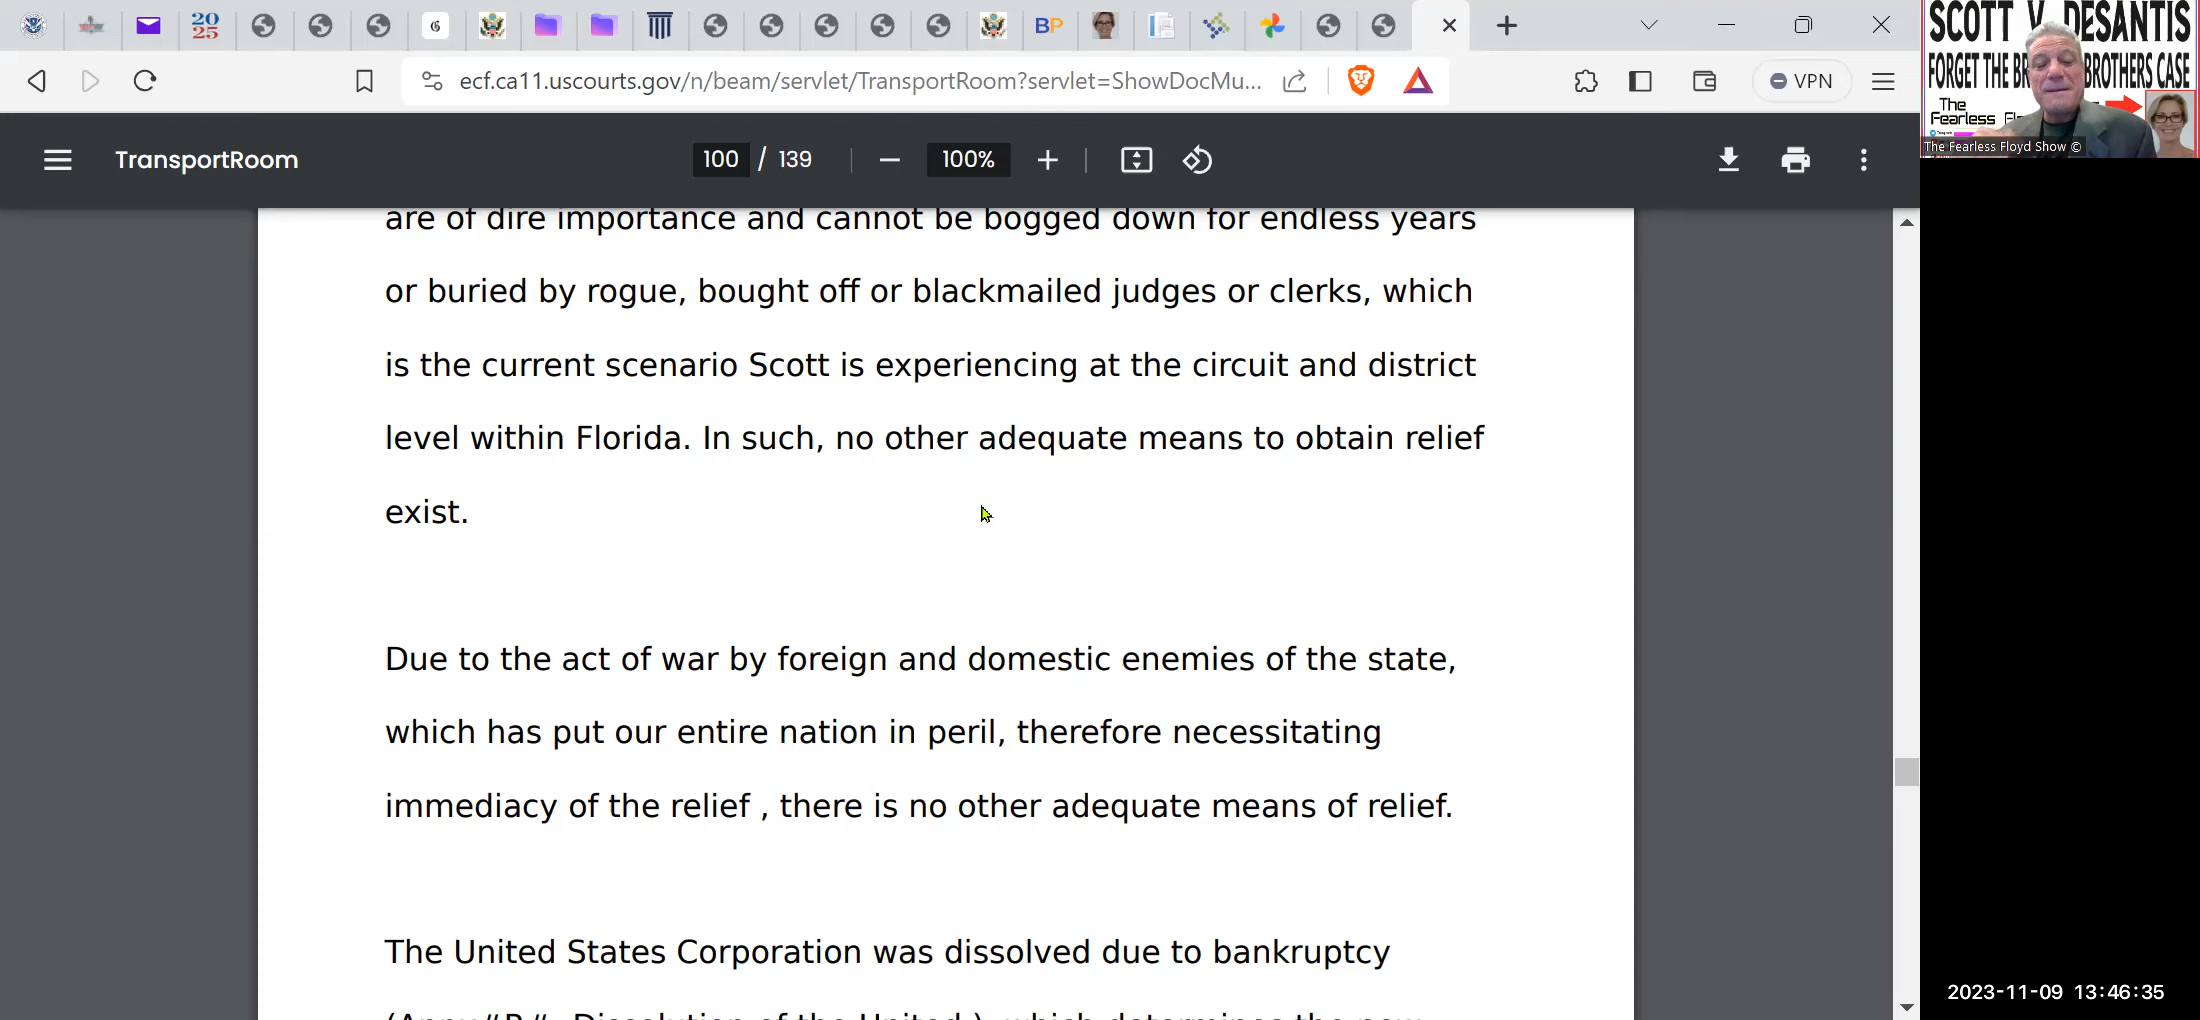 20
25
BP
ecf.ca11.uscourts.gov/n/beam/servlet/TransportRoom?servlet=ShowDocMu...
VPN
TransportRoom
100 / 139
100%
are of dire importance and cannot be bogged down for endless years
or buried by rogue, bought off or blackmailed judges or clerks, which
is the current scenario Scott is experiencing at the circuit and district
level within Florida. In such, no other adequate means to obtain relief
exist.
Due to the act of war by foreign and domestic enemies of the state,
which has put our entire nation in peril, therefore necessitating
immediacy of the relief , there is no other adequate means of relief.
The United States Corporation was dissolved due to bankruptcy
SCOTT V. DESANTIS
FORGET THE BR BROTHERS CASE
The
Fearless Fl
The Fearless Floyd Show ©
2023-11-09 13:46:35